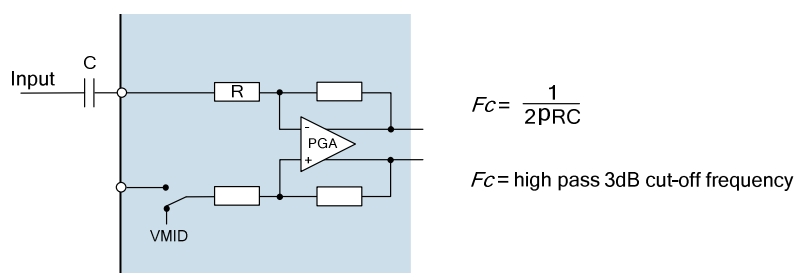 C
Input
R
-
PGA
+
VMID
Fc = 1
2pRC
Fc = high pass 3dB cut-off frequency